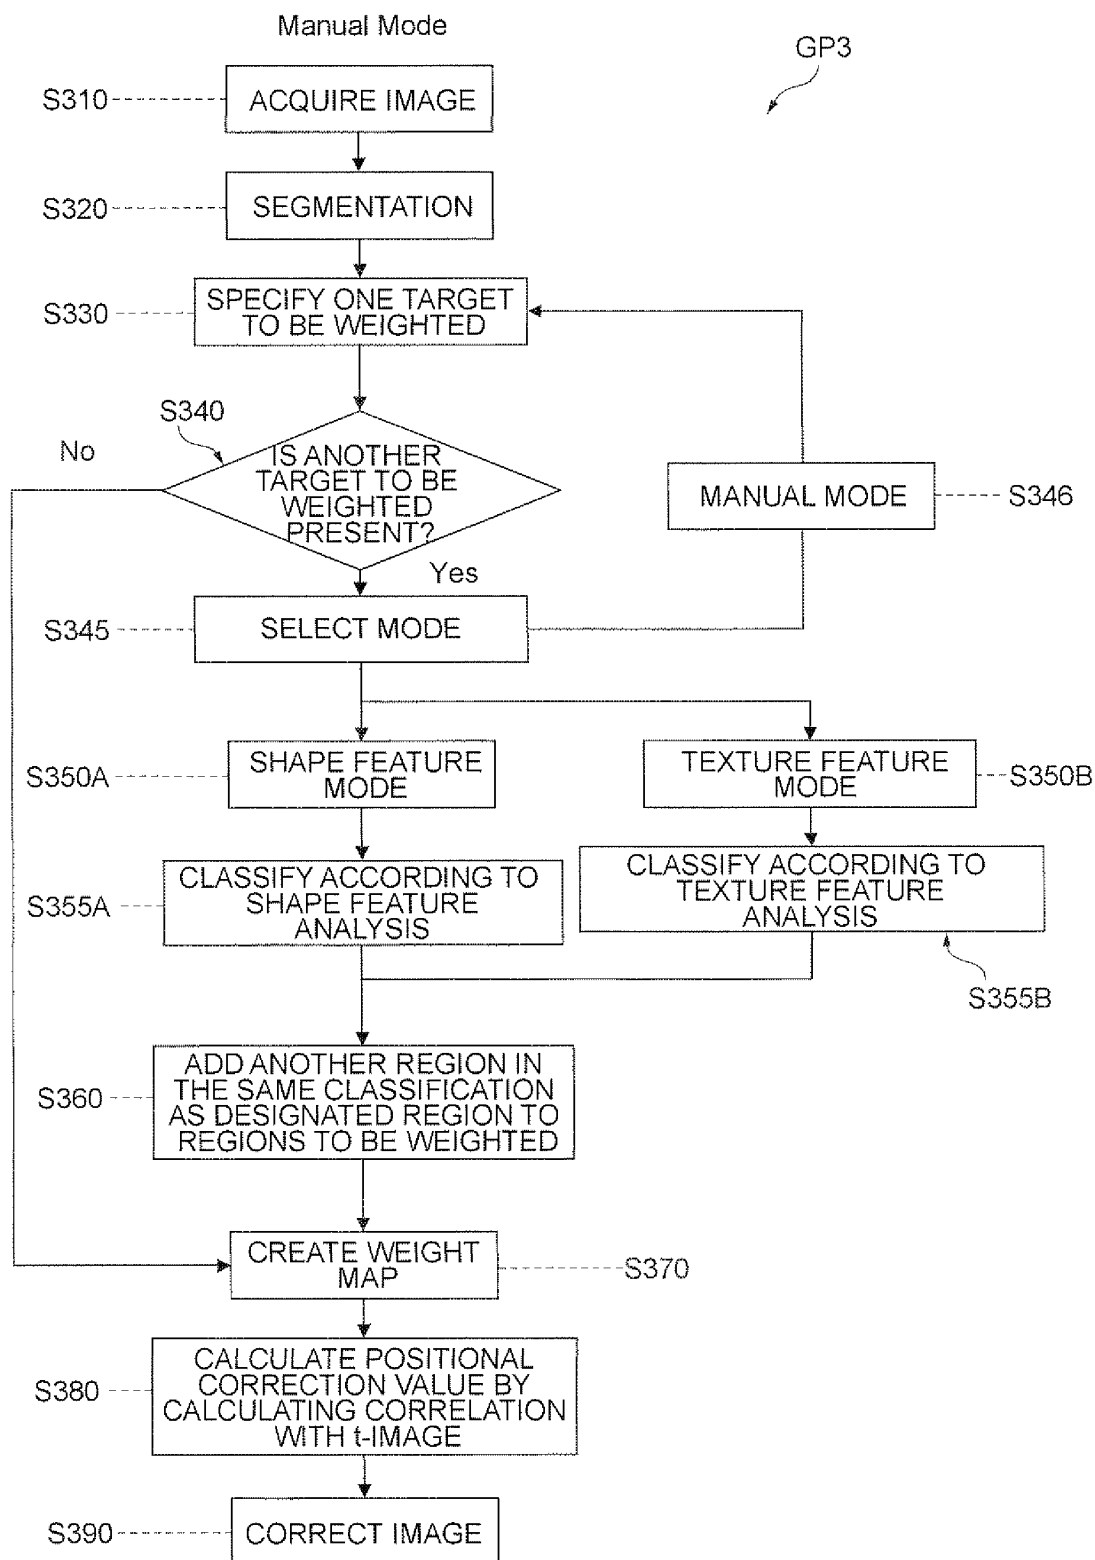 Manual Mode
GP3
S310
ACQUIRE IMAGE
S320
SEGMENTATION
S330
SPECIFY ONE TARGET
TO BE WEIGHTED
S340
No
IS ANOTHER
TARGET TO BE
WEIGHTED
PRESENT?
Yes
MANUAL MODE
S346
S345
SELECT MODE
S350A
SHAPE FEATURE
MODE
TEXTURE FEATURE
MODE
S350B
S355A
CLASSIFY ACCORDING TO
SHAPE FEATURE
ANALYSIS
CLASSIFY ACCORDING TO
TEXTURE FEATURE
ANALYSIS
S355B
S360
ADD ANOTHER REGION IN
THE SAME CLASSIFICATION
AS DESIGNATED REGION TO
REGIONS TO BE WEIGHTED
CREATE WEIGHT
MAP
S370
S380
CALCULATE POSITIONAL
CORRECTION VALUE BY
CALCULATING CORRELATION
WITH t-IMAGE
S390
CORRECT IMAGE